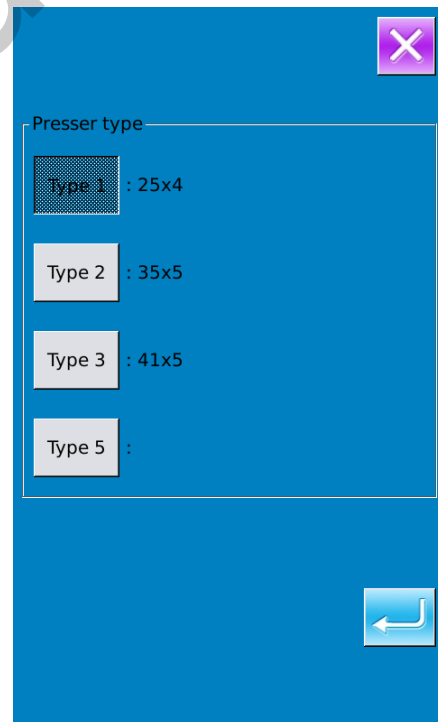 Presser type
Type 1 : 25x4
Type 2 : 35x5
Type 3 : 41x5
Type 5 :